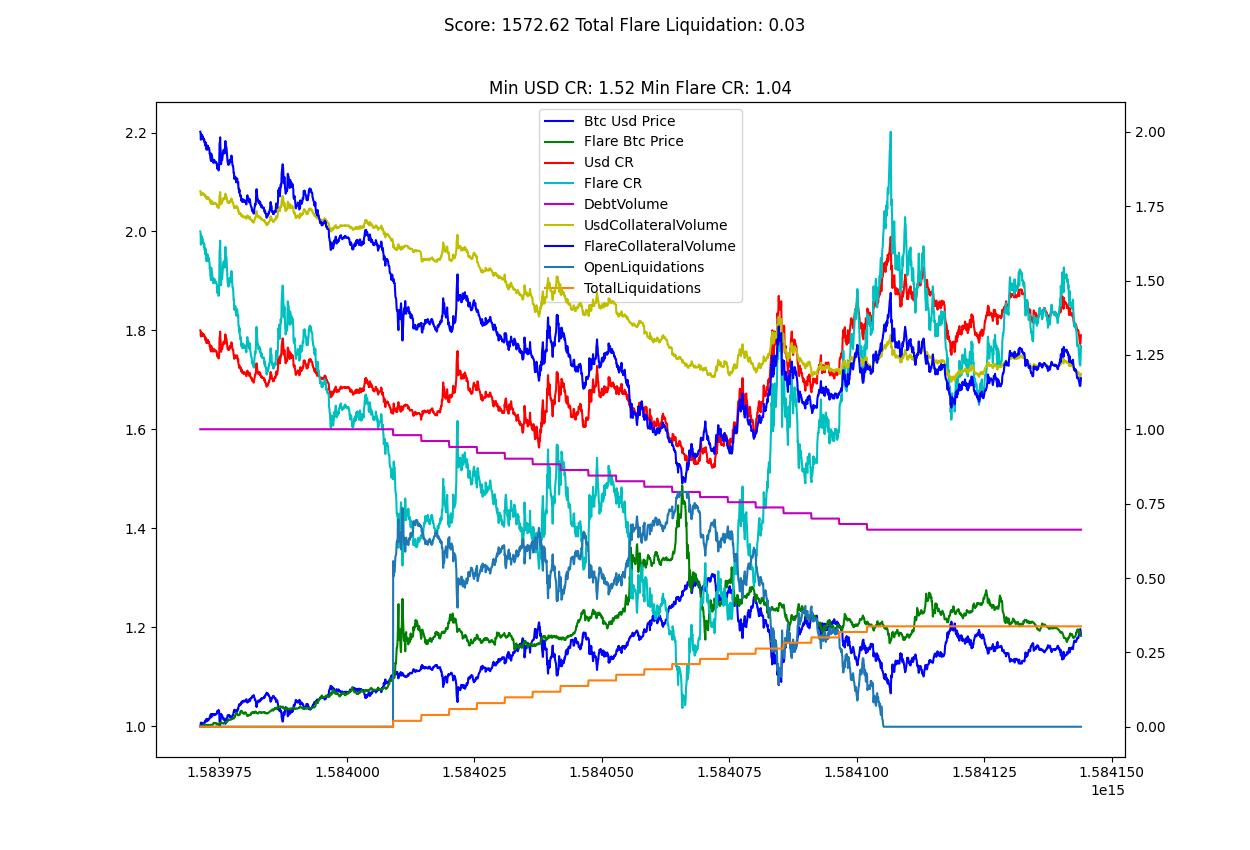 Score: 1572.62 Total Flare Liquidation: 0.03
Min USD CR: 1.52 Min Flare CR: 1.04
Btc Usd Price
Flare Btc Price
Usd CR
Flare CR
DebtVolume
UsdCollateralVolume
FlareCollateralVolume
OpenLiquidations
TotalLiquidations
2.2
2.0
1.8
1.6
1.4
1.2
1.0
2.00
1.75
1.50
1.25
1.00
0.75
0.50
0.25
0.00
1.583975 1.584000 1.584025 1.584050 1.584075 1.584100 1.584125 1.584150
1e15